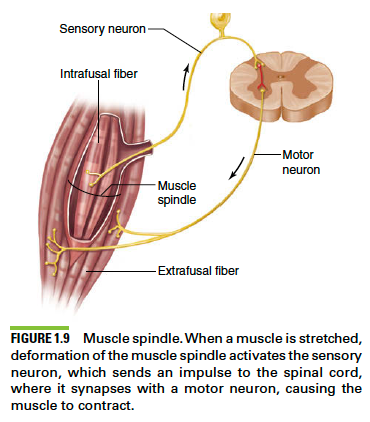 Sensory neuron
Intrafusal fiber
Motor
neuron
Muscle
spindle
Extrafusal fiber
FIGURE 1.9 Muscle spindle. When a muscle is stretched,
deformation of the muscle spindle activates the sensory
neuron, which sends an impulse to the spinal cord,
where it synapses with a motor neuron, causing the
muscle to contract.